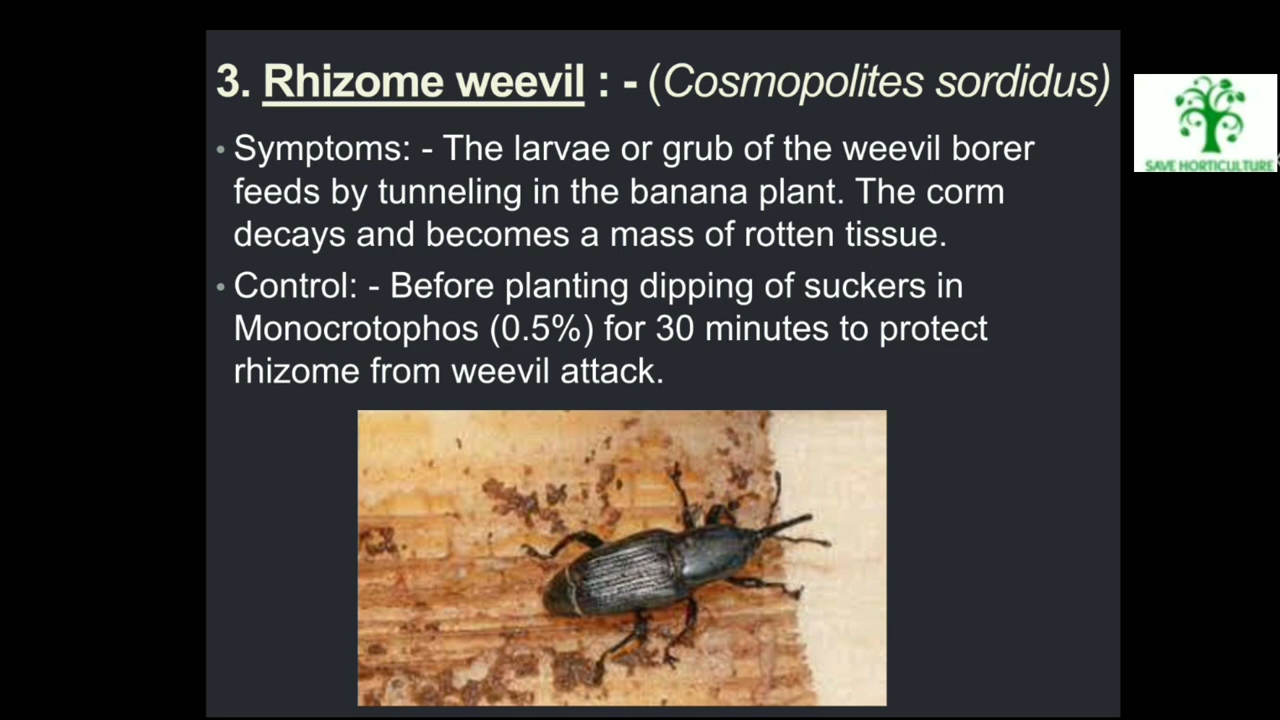 3. Rhizome weevil : - (Cosmopolites sordidus)
• Symptoms: - The larvae or grub of the weevil borer
feeds by tunneling in the banana plant. The corm
decays and becomes a mass of rotten tissue.
• Control: - Before planting dipping of suckers in
Monocrotophos (0.5%) for 30 minutes to protect
rhizome from weevil attack.
SAVE HORTICULTURE